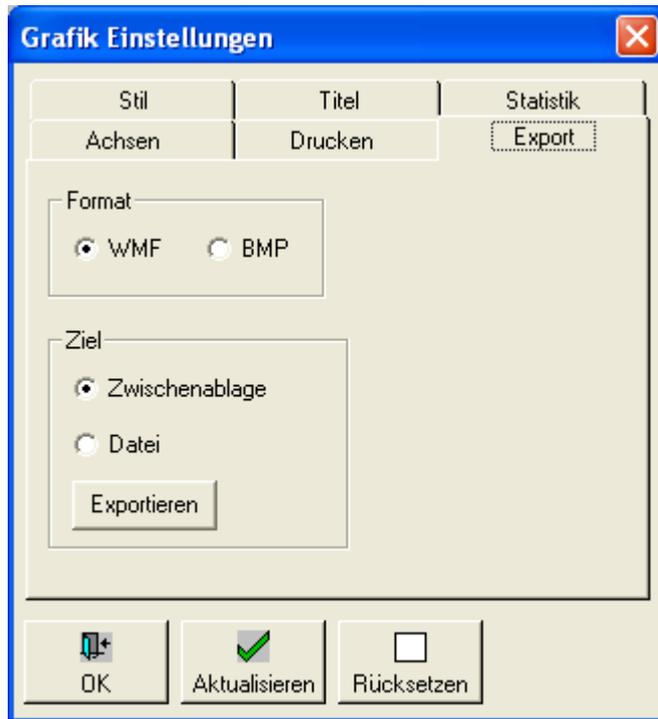 Grafik Einstellungen
Stil Titel Statistik
Achsen Drucken Export
Format
WMF BMP
Ziel
Zwischenablage
Datei
Exportieren
OK Aktualisieren Rücksetzen